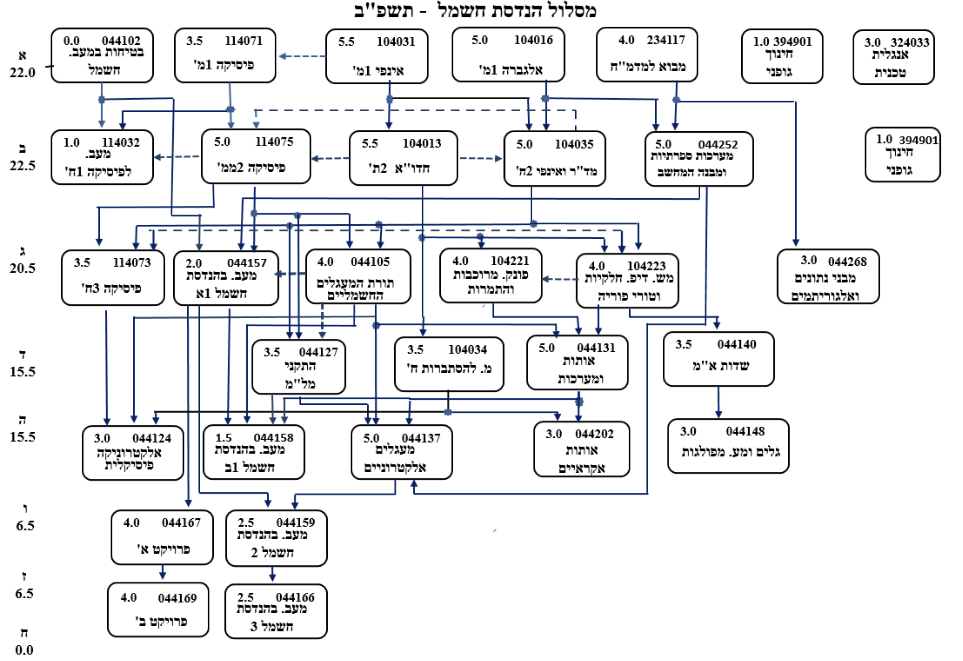 מסלול הנדסת חשמל - תשפ"ב
א
22.0
324033 3.0
אנגלית
טכנית
394901 1.0
חינוך
גופני
234117 4.0
מבוא למדמ"ח
104016 5.0
אלגברה 1מ'
104031 5.5
אינפי 1מ'
114071 3.5
פיסיקה 1מ'
044102 0.0
בטיחות במעב.
חשמל
ב
22.5
394901 1.0
חינוך
גופני
044252 5.0
מערכות ספרתיות
ומבנה המחשב
104035 5.0
מד"ר ואינפי 2ח'
104013 5.5
חדו"א 2ת'
114075 5.0
פיסיקה 2ממ'
114032 1.0
מעב.
לפיסיקה 1ח'
ג
20.5
044268 3.0
מבני נתונים
ואלגוריתמים
104223 4.0
מש. דיפ. חלקיות
וטורי פוריה
104221 4.0
פונק. מרוכבות
והתמרות
044105 4.0
תורת המעגלים
החשמליים
044157 2.0
מעב. בהנדסת
חשמל 1א
114073 3.5
פיסיקה 3ח'
ד
15.5
044140 3.5
שדות א"מ
044131 5.0
אותות
ומערכות
104034 3.5
מ. להסתברות ח'
044127 3.5
התקני
מל"מ
ה
15.5
044148 3.0
גלים ומע. מפולגות
044202 3.0
אותות
אקראיים
044137 5.0
מעגלים
אלקטרוניים
044158 1.5
מעב. בהנדסת
חשמל 1ב
044124 3.0
אלקטרוניקה
פיסיקלית
ו
6.5
044159 2.5
מעב. בהנדסת
חשמל 2
044167 4.0
פרויקט א'
ז
6.5
044166 2.5
מעב. בהנדסת
חשמל 3
044169 4.0
פרויקט ב'
ח
0.0